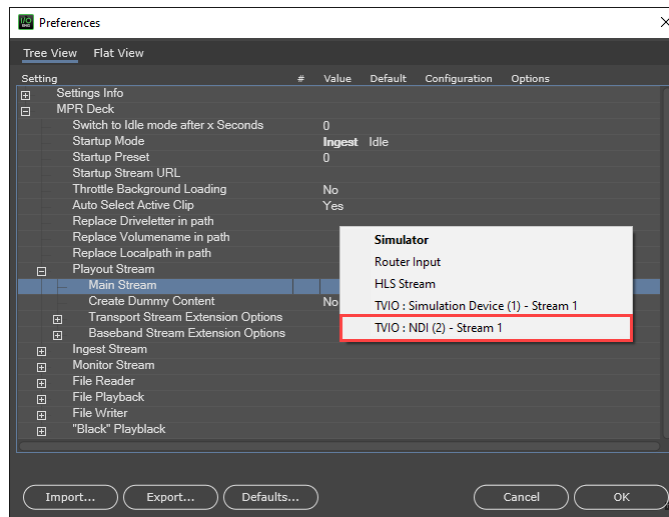 Preferences
Tree View Flat View
Setting # Value Default Configuration Options
Settings Info
MPR Deck
Switch to Idle mode after x Seconds 0
Startup Mode Ingest Idle
Startup Preset 0
Startup Stream URL
Throttle Background Loading No
Auto Select Active Clip Yes
Replace Driveletter in path
Replace Volumename in path
Simulator
Replace Localpath in path
Router Input
Playout Stream
Main Stream
HLS Stream
Create Dummy Content No
TVIO : Simulation Device (1) - Stream 1
Transport Stream Extension Options
TVIO : NDI (2) - Stream 1
Baseband Stream Extension Options
Ingest Stream
Monitor Stream
File Reader
File Playback
File Writer
"Black" Playblack
Import... Export... Defaults... Cancel OK